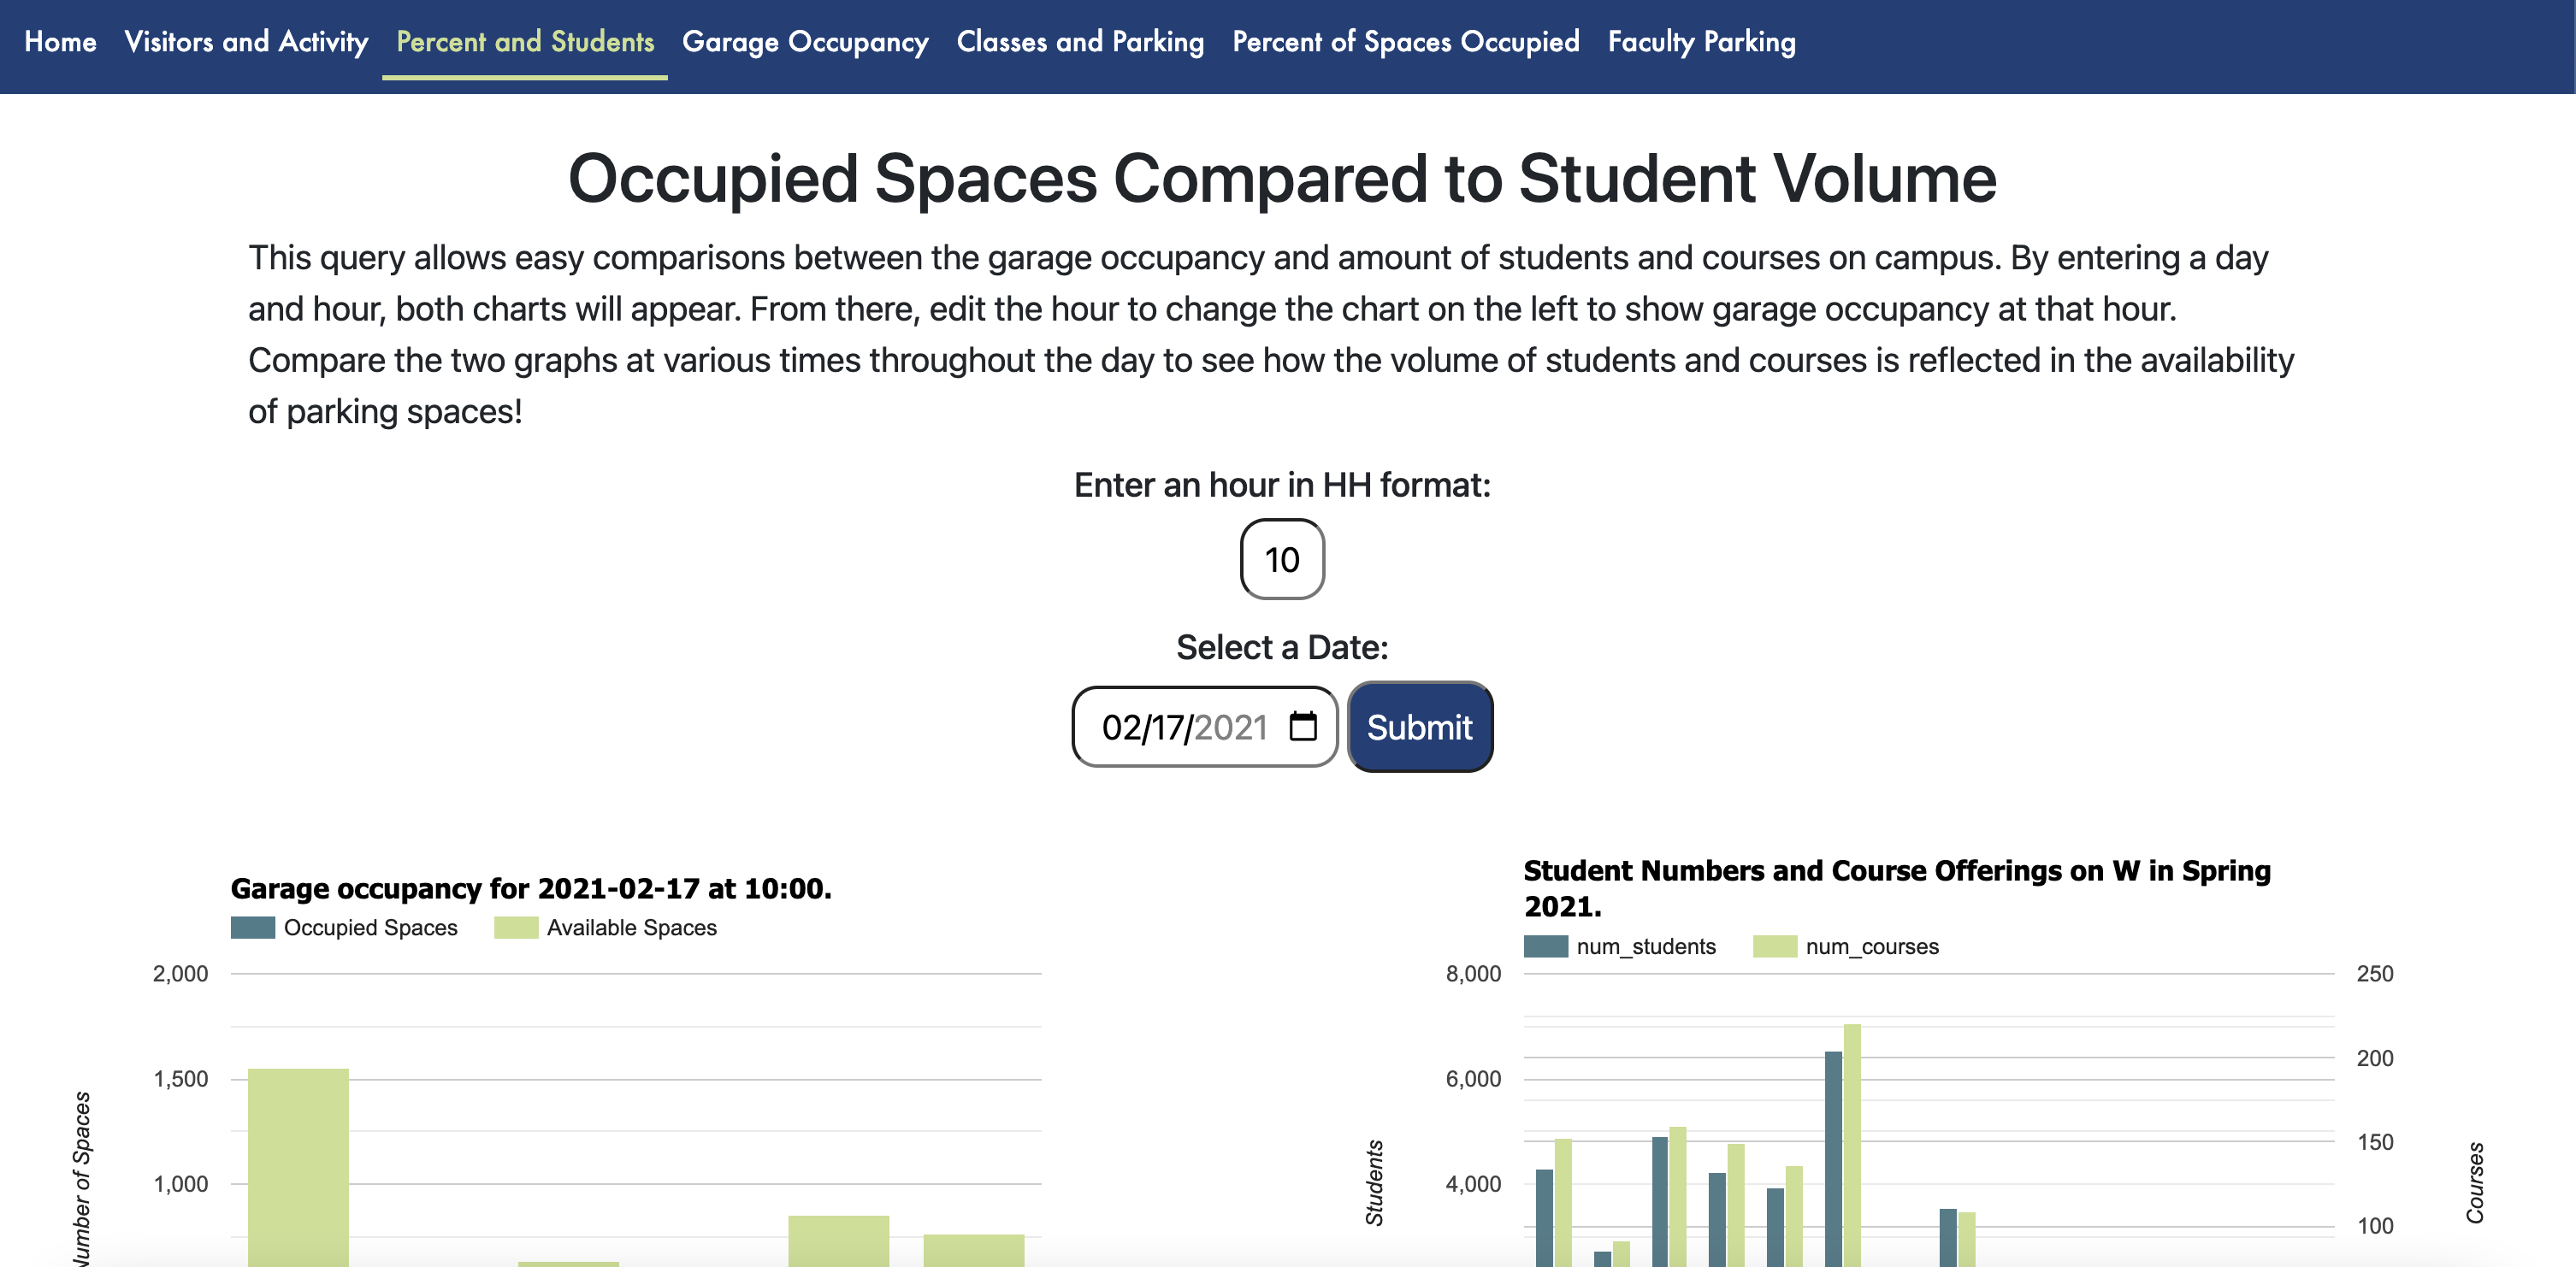 Home Visitors and Activity Percent and Students Garage Occupancy Classes and Parking Percent of Spaces Occupied Faculty Parking
Occupied Spaces Compared to Student Volume
This query allows easy comparisons between the garage occupancy and amount of students and courses on campus. By entering a day
and hour, both charts will appear. From there, edit the hour to change the chart on the left to show garage occupancy at that hour.
Compare the two graphs at various times throughout the day to see how the volume of students and courses is reflected in the availability
of parking spaces!
Enter an hour in HH format:
10
Select a Date:
02/17/2021
Submit
Garage occupancy for 2021-02-17 at 10:00.
Occupied Spaces Available Spaces
2,000
1,500
1,000
Number of Spaces
Student Numbers and Course Offerings on W in Spring
2021.
num_students num_courses
8,000
6,000
4,000
Students
250
200
150
100
Courses